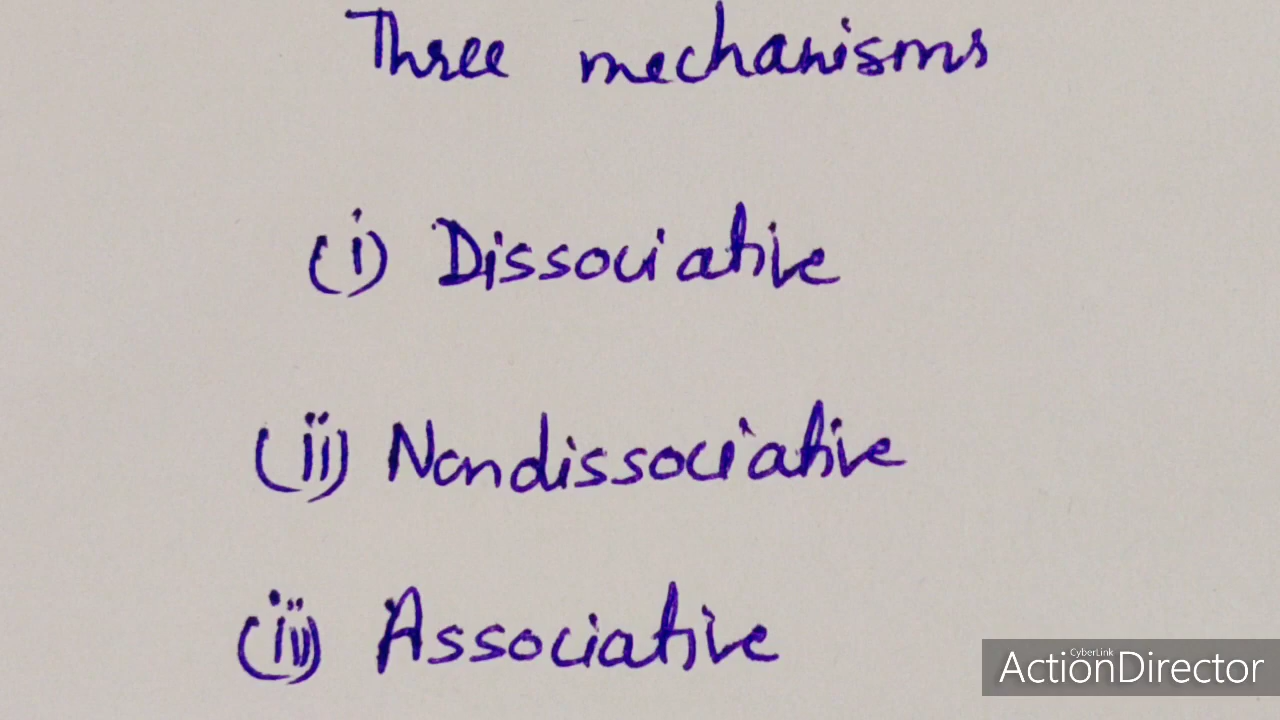 Three mechanisms
(i) Dissociative
(ii) Nondissociative
(iii) Associative
CyberLink
ActionDirector